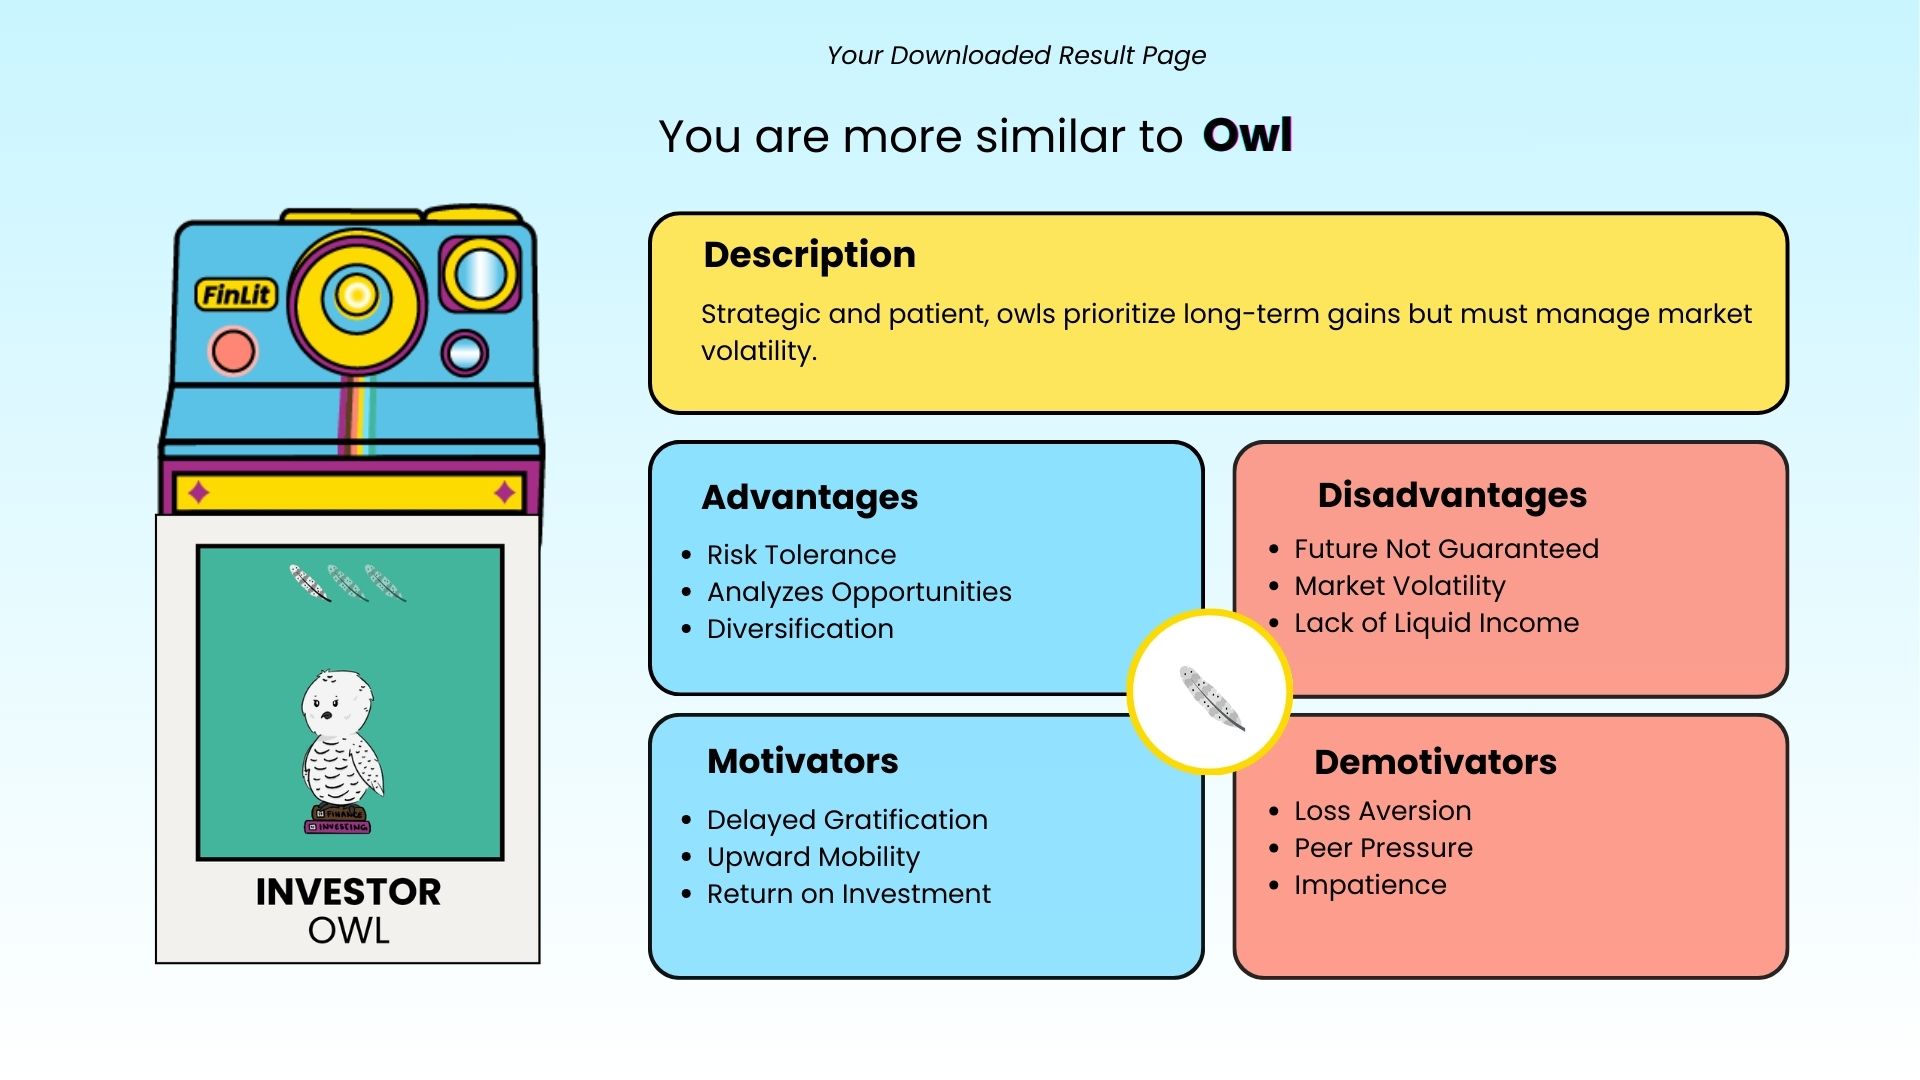 Your Downloaded Result Page
You are more similar to Owl
FinLit
FINANCE
INVESTING
INVESTOR
OWL
Description
Strategic and patient, owls prioritize long-term gains but must manage market
volatility.
Advantages
• Risk Tolerance
• Analyzes Opportunities
• Diversification
Disadvantages
• Future Not Guaranteed
• Market Volatility
• Lack of Liquid Income
Motivators
• Delayed Gratification
• Upward Mobility
• Return on Investment
Demotivators
• Loss Aversion
• Peer Pressure
• Impatience